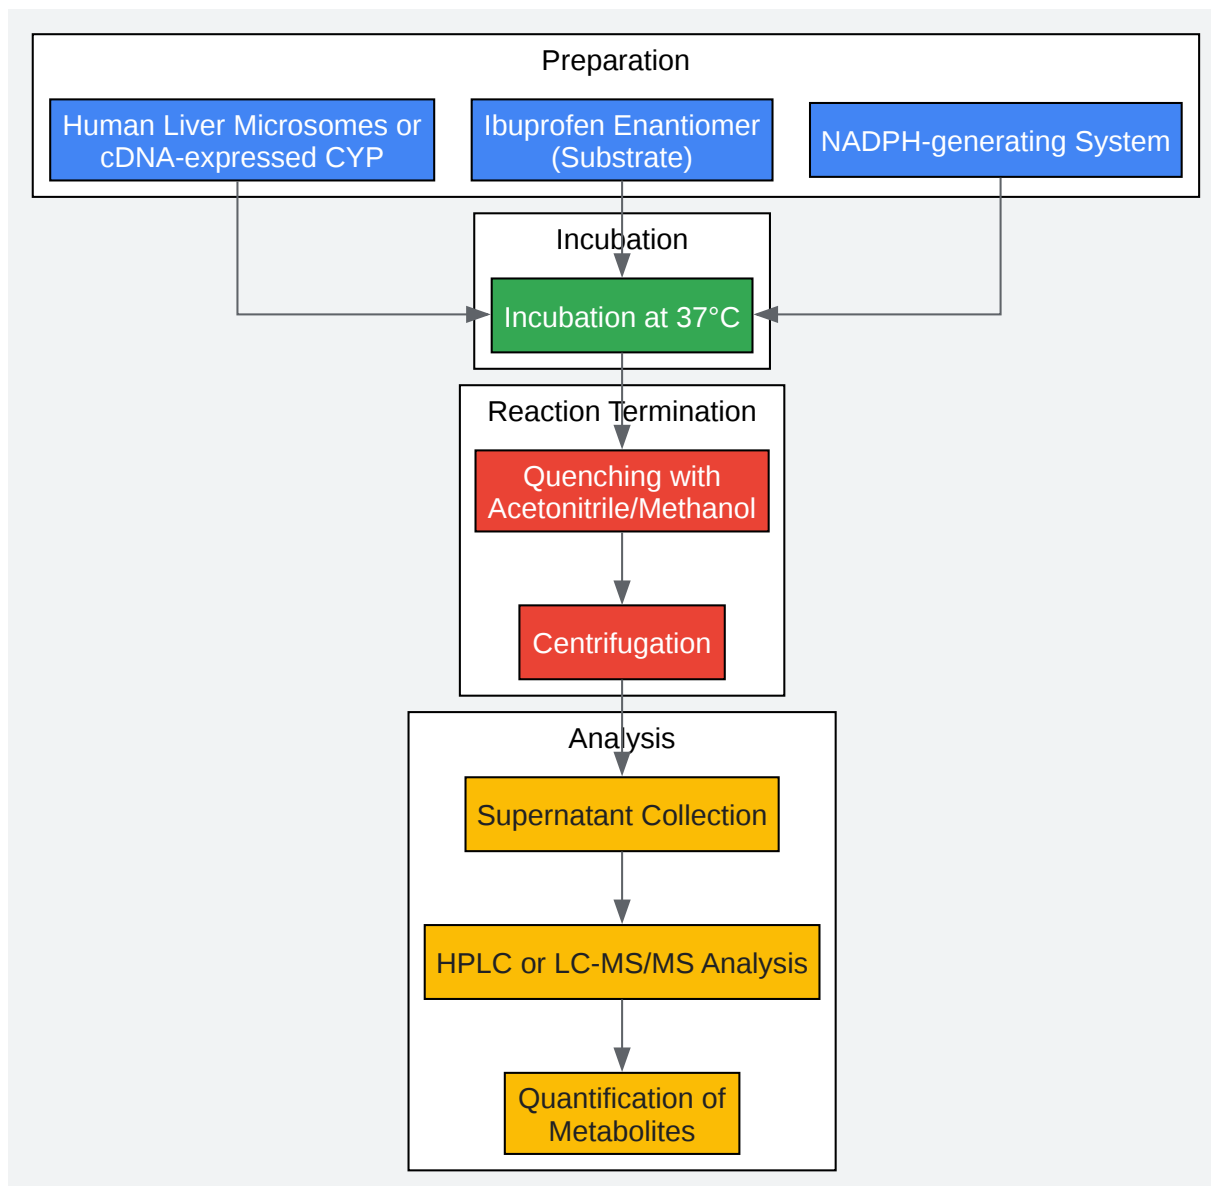 Preparation
Human Liver Microsomes or
cDNA-expressed CYP
Ibuprofen Enantiomer
(Substrate)
NADPH-generating System
Incubation
Incubation at 37°C
Reaction Termination
Quenching with
Acetonitrile/Methanol
Centrifugation
Analysis
Supernatant Collection
HPLC or LC-MS/MS Analysis
Quantification of
Metabolites